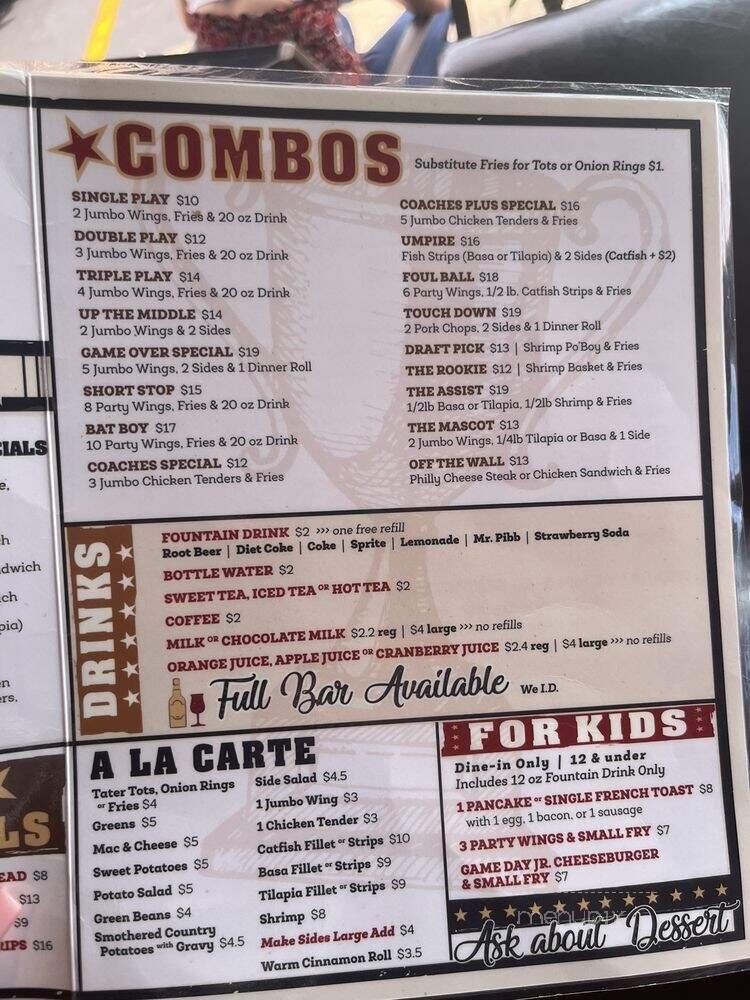 COMBOS
Substitute Fries for Tots or Onion Rings $1.
SINGLE PLAY $10
2 Jumbo Wings, Fries & 20 oz Drink
DOUBLE PLAY $12
3 Jumbo Wings, Fries & 20 oz Drink
TRIPLE PLAY $14
4 Jumbo Wings, Fries & 20 oz Drink
UP THE MIDDLE $14
2 Jumbo Wings & 2 Sides
GAME OVER SPECIAL $19
5 Jumbo Wings, 2 Sides & 1 Dinner Roll
SHORT STOP $15
8 Party Wings, Fries & 20 oz Drink
BAT BOY $17
10 Party Wings, Fries & 20 oz Drink
COACHES SPECIAL $12
3 Jumbo Chicken Tenders & Fries
COACHES PLUS SPECIAL $16
5 Jumbo Chicken Tenders & Fries
UMPIRE $16
Fish Strips (Basa or Tilapia) & 2 Sides (Catfish + $2)
FOUL BALL $18
6 Party Wings, 1/2 lb. Catfish Strips & Fries
TOUCH DOWN $19
2 Pork Chops, 2 Sides & 1 Dinner Roll
DRAFT PICK $13 | Shrimp Po'Boy & Fries
THE ROOKIE $12 | Shrimp Basket & Fries
THE ASSIST $19
1/2lb Basa or Tilapia, 1/2lb Shrimp & Fries
THE MASCOT $13
2 Jumbo Wings, 1/4lb Tilapia or Basa & 1 Side
OFF THE WALL $13
Philly Cheese Steak or Chicken Sandwich & Fries
DRINKS
FOUNTAIN DRINK $2 >>> one free refill
Root Beer | Diet Coke | Coke | Sprite | Lemonade | Mr. Pibb | Strawberry Soda
BOTTLE WATER $2
SWEET TEA, ICED TEA OR HOT TEA $2
COFFEE $2
MILK OR CHOCOLATE MILK $2.2 reg | $4 large >>> no refills
ORANGE JUICE, APPLE JUICE OR CRANBERRY JUICE $2.4 reg | $4 large >>> no refills
Full Bar Available We I.D.
A LA CARTE
Tater Tots, Onion Rings
or Fries $4
Greens $5
Mac & Cheese $5
Sweet Potatoes $5
Potato Salad $5
Green Beans $4
Smothered Country
Potatoes with Gravy $4.5
Side Salad $4.5
1 Jumbo Wing $3
1 Chicken Tender $3
Catfish Fillet or Strips $10
Basa Fillet or Strips $9
Tilapia Fillet or Strips $9
Shrimp $8
Make Sides Large Add $4
Warm Cinnamon Roll $3.5
FOR KIDS
Dine-in Only | 12 & under
Includes 12 oz Fountain Drink Only
1 PANCAKE or SINGLE FRENCH TOAST $8
with 1 egg, 1 bacon, or 1 sausage
3 PARTY WINGS & SMALL FRY $7
GAME DAY JR. CHEESEBURGER
& SMALL FRY $7
Ask about Dessert
IALS
e,
h
dwich
ch
pia)
n
ers,
LS
EAD $8
$13
$9
RIPS $16